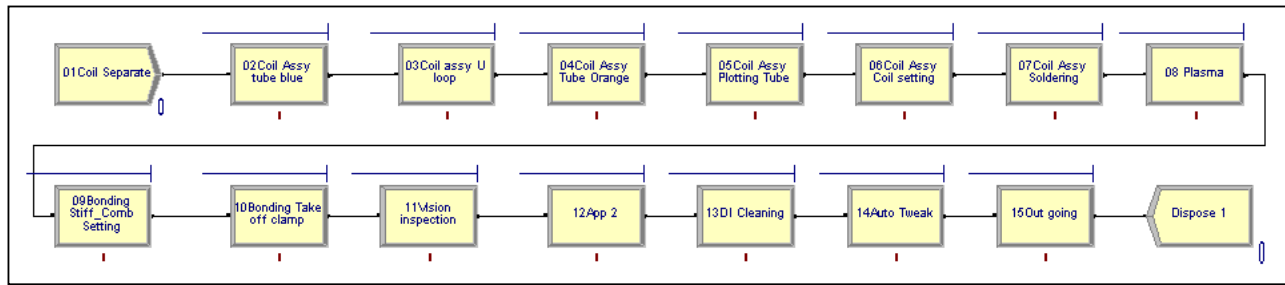 01Coil Separate
02Coil Assy
tube blue
03Coil assy U
loop
04Coil Assy
Tube Orange
05Coil Assy
Plotting Tube
06Coil Assy
Coil setting
07Coil Assy
Soldering
08 Plasma
09Bonding
Stiff_Comb
Setting
10Bonding Take
off clamp
11Vision
inspection
12App 2
13DI Cleaning
14Auto Tweak
15Out going
Dispose 1
0
0